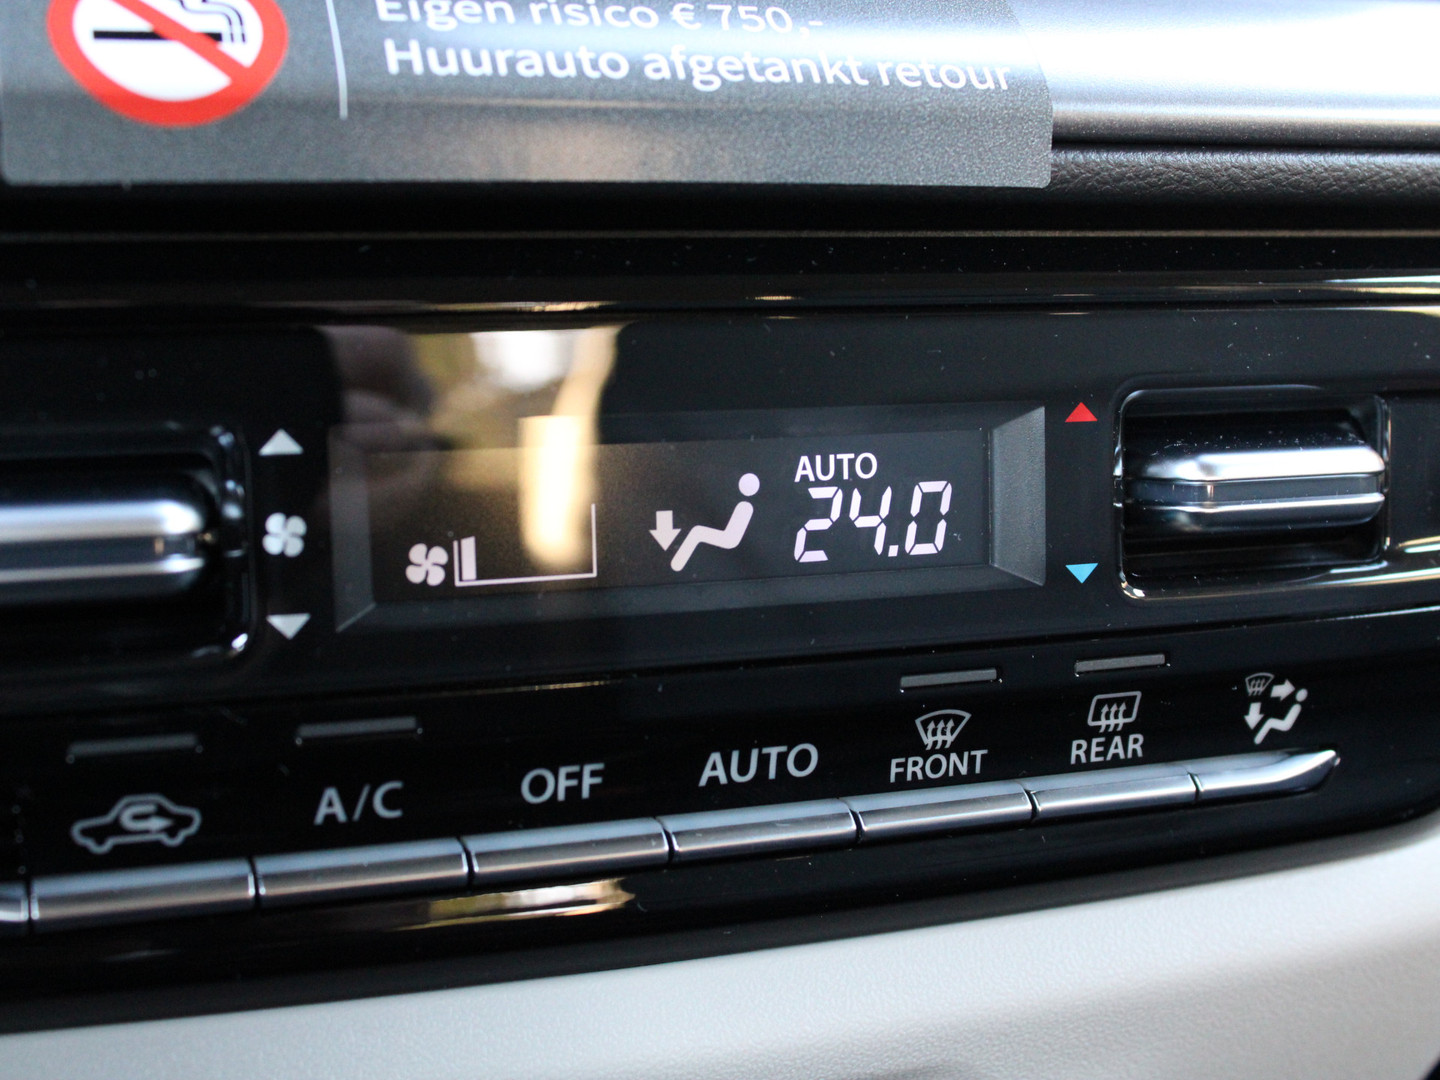 Eigen risico € 750,-
Huurauto afgetankt retour
AUTO
24.0
A/C
OFF
AUTO
FRONT
REAR